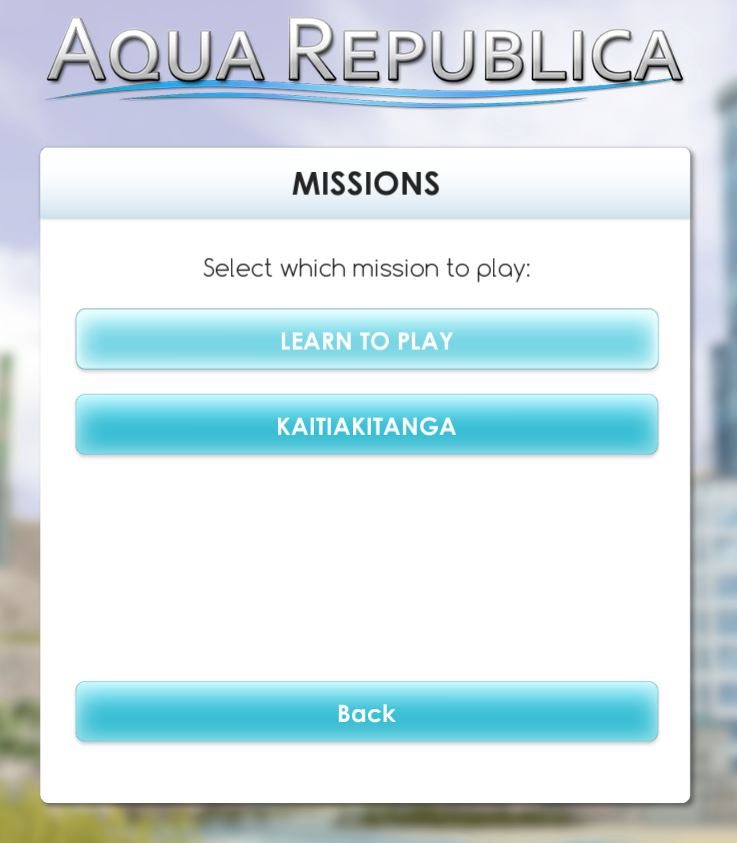 AQUA REPUBLICA
MISSIONS
Select which mission to play:
LEARN TO PLAY
KAITIAKITANGA
Back